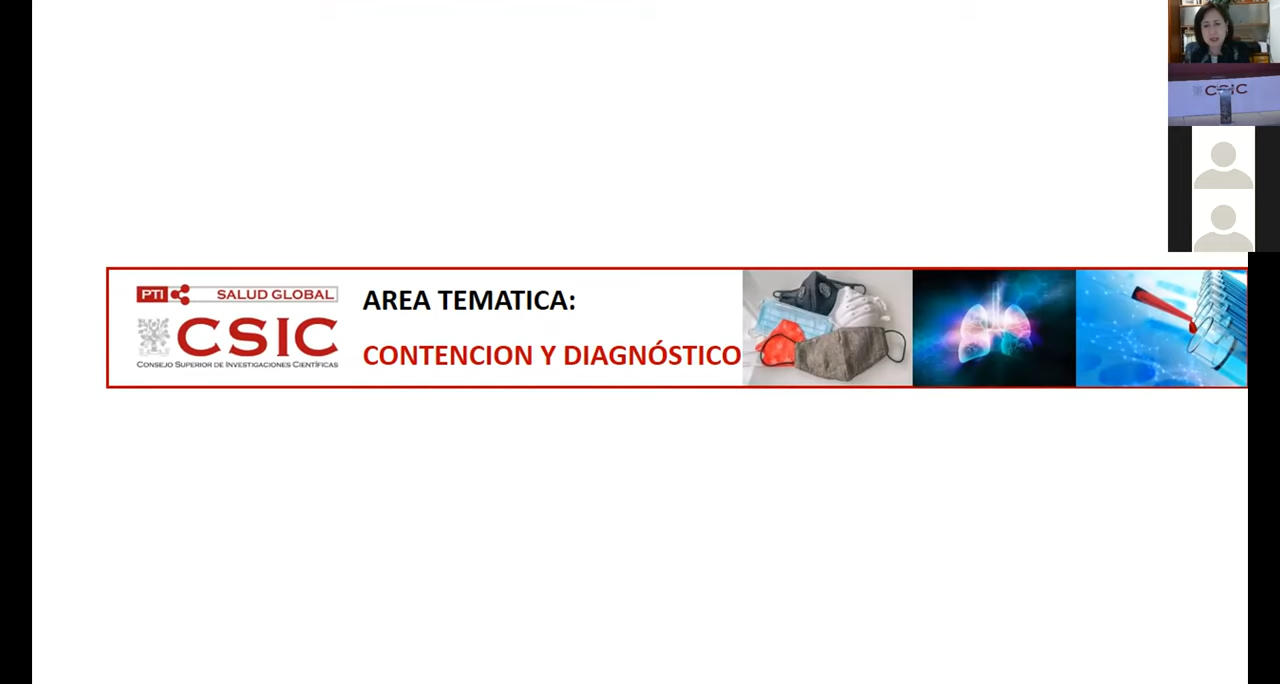 PTI SALUD GLOBAL
CSIC
CONSEJO SUPERIOR DE INVESTIGACIONES CIENTÍFICAS
AREA TEMATICA:
CONTENCION Y DIAGNÓSTICO
CSIC